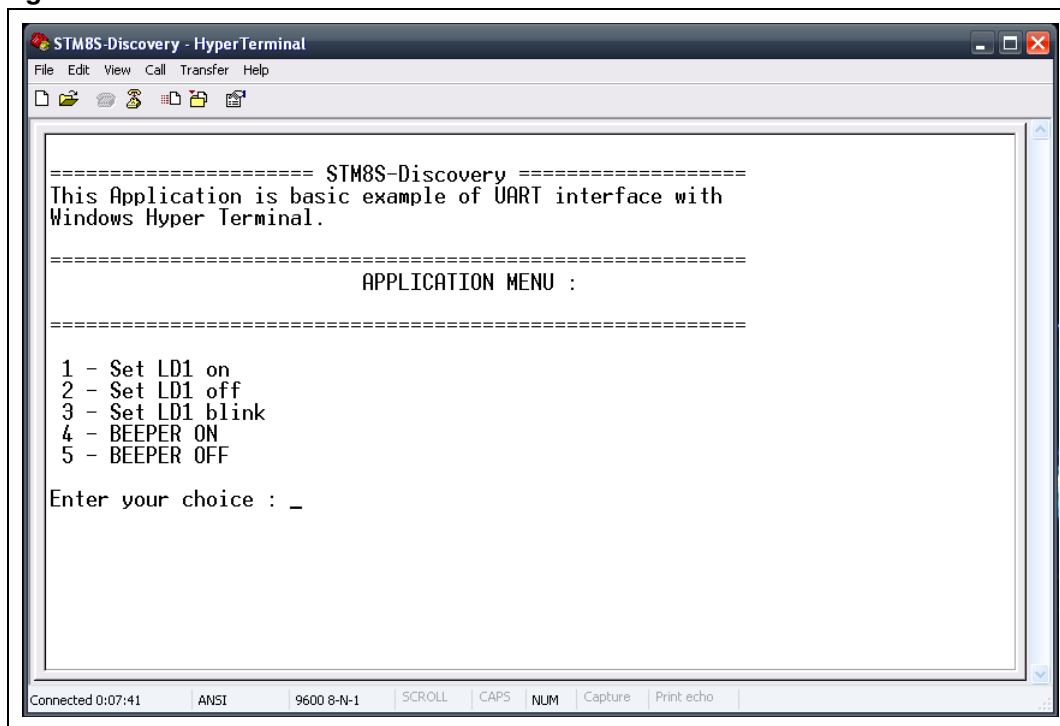 STM8S-Discovery - HyperTerminal
File Edit View Call Transfer Help
====================== STM8S-Discovery ===================
This Application is basic example of UART interface with
Windows Hyper Terminal.
==========================================================
APPLICATION MENU :
==========================================================
1 - Set LD1 on
2 - Set LD1 off
3 - Set LD1 blink
4 - BEEPER ON
5 - BEEPER OFF
Enter your choice : _
Connected 0:07:41 ANSI 9600 8-N-1 SCROLL CAPS NUM Capture Print echo